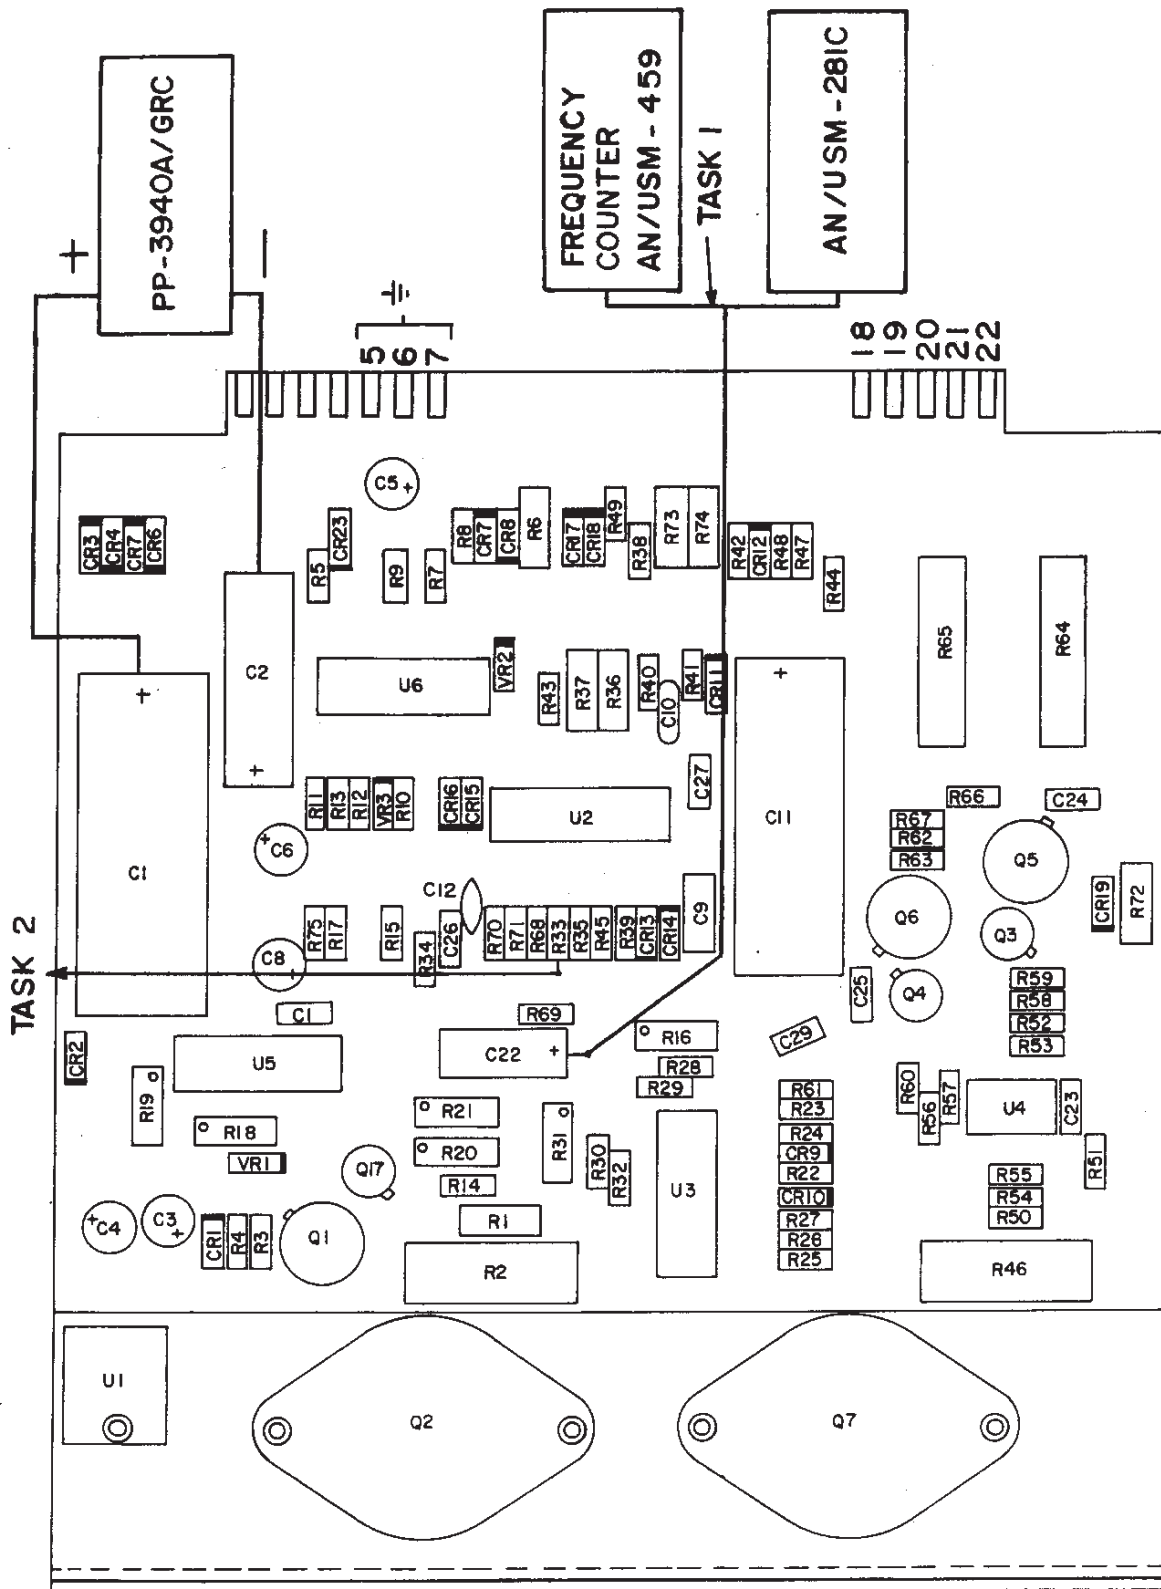 +
PP-3940A/GRC
—
FREQUENCY
COUNTER
AN/USM-459
TASK 1
AN/USM-281C
5
6
7
18
19
20
21
22
CR3
CR4
CR7
CR6
C5 +
R5
CR23
R9
R7
R8
CR7
CR8
R6
CR17
CR18
R49
R38
R73
R74
R42
CR12
R48
R47
R44
R65
R64
C2
+
U6
VR2
R43
R37
R36
R40
C10
R41
CR11
+
C11
C1
+
R11
R13
R12
VR3
R10
CR16
CR15
U2
C27
R66
C24
R67
R62
R63
Q5
+
C6
C12
Q6
Q3
CR19
R72
TASK 2
C8
+
R75
R17
R15
R34
C26
R70
R71
R68
R33
R35
R45
R39
CR13
CR14
C9
C25
Q4
R59
R58
R52
R53
CR2
C1
U5
R69
C22
+
R16
R28
R29
C29
R19
R18
VR1
R21
R20
R14
Q17
R31
R30
R32
U3
R61
R23
R24
CR9
R22
CR10
R27
R26
R25
R60
R56
R57
U4
C23
R51
R55
R54
R50
+
C4
C3
+
CR1
R4
R3
Q1
R1
R2
R46
U1
Q2
Q7